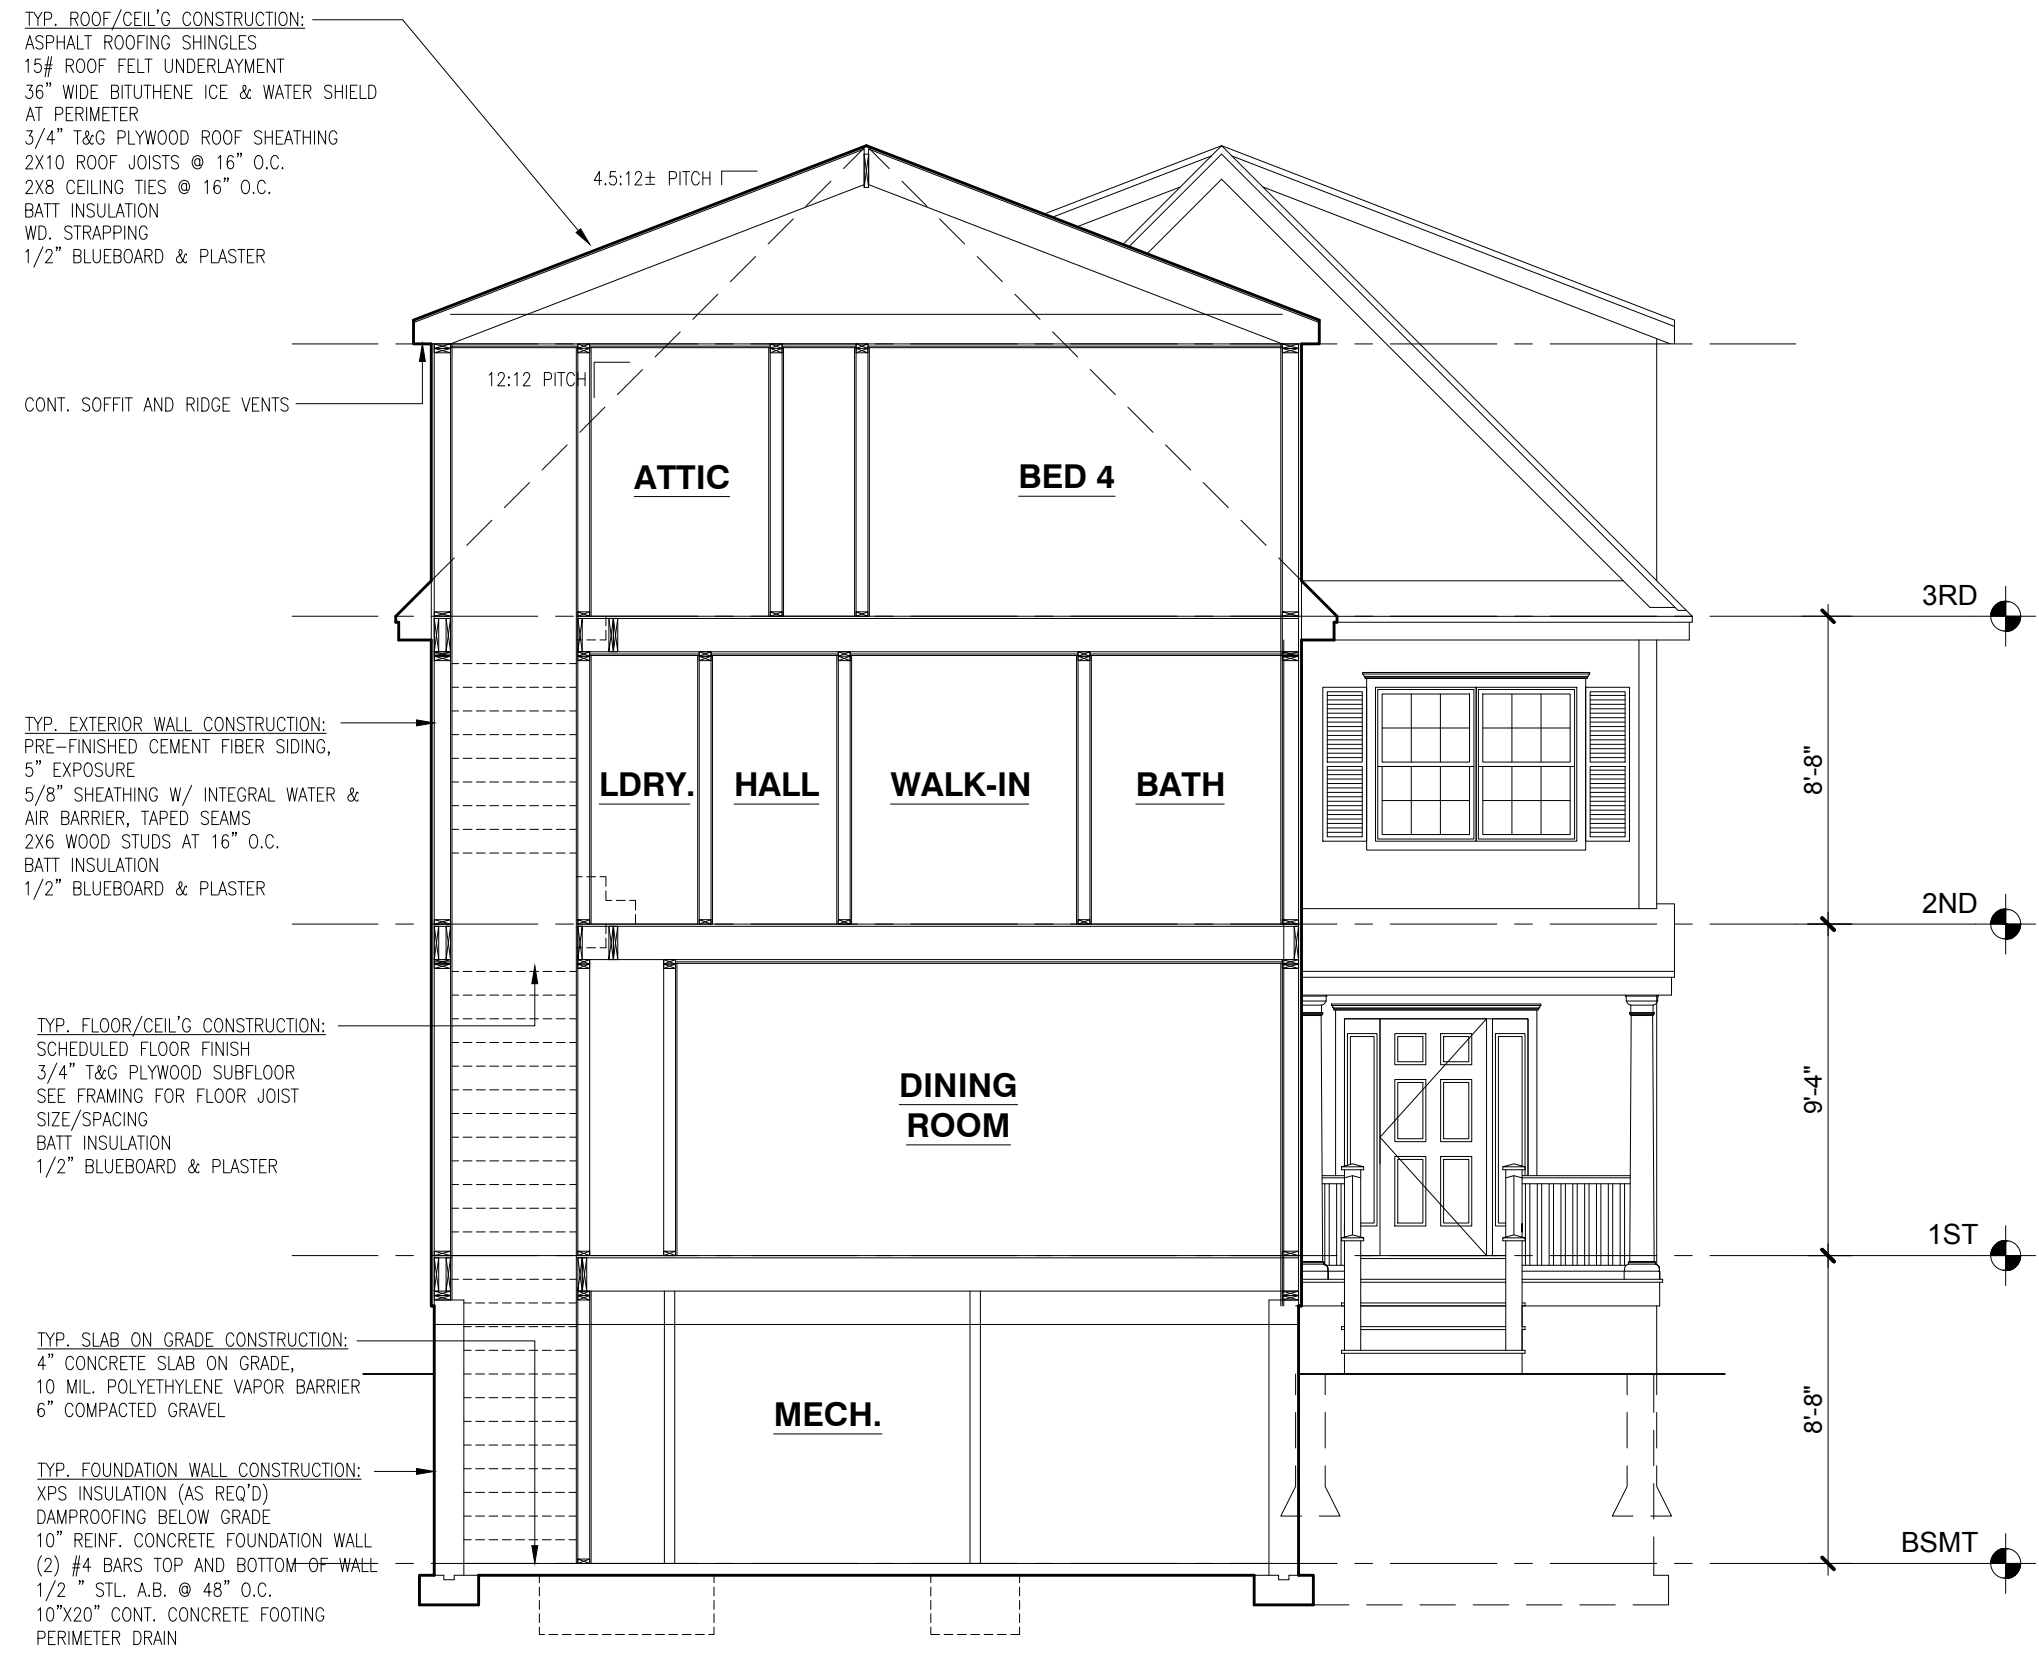 TYP. ROOF/CEIL'G CONSTRUCTION:
ASPHALT ROOFING SHINGLES
15# ROOF FELT UNDERLAYMENT
36" WIDE BITUTHENE ICE & WATER SHIELD
AT PERIMETER
3/4" T&G PLYWOOD ROOF SHEATHING
2X10 ROOF JOISTS @ 16" O.C.
2X8 CEILING TIES @ 16" O.C.
BATT INSULATION
WD. STRAPPING
1/2" BLUEBOARD & PLASTER
4.5:12± PITCH
12:12 PITCH
CONT. SOFFIT AND RIDGE VENTS
ATTIC
BED 4
3RD
TYP. EXTERIOR WALL CONSTRUCTION:
PRE-FINISHED CEMENT FIBER SIDING,
5" EXPOSURE
5/8" SHEATHING W/ INTEGRAL WATER &
AIR BARRIER, TAPED SEAMS
2X6 WOOD STUDS AT 16" O.C.
BATT INSULATION
1/2" BLUEBOARD & PLASTER
LDRY.
HALL
WALK-IN
BATH
8'-8"
2ND
TYP. FLOOR/CEIL'G CONSTRUCTION:
SCHEDULED FLOOR FINISH
3/4" T&G PLYWOOD SUBFLOOR
SEE FRAMING FOR FLOOR JOIST
SIZE/SPACING
BATT INSULATION
1/2" BLUEBOARD & PLASTER
DINING
ROOM
9'-4"
1ST
TYP. SLAB ON GRADE CONSTRUCTION:
4" CONCRETE SLAB ON GRADE,
10 MIL. POLYETHYLENE VAPOR BARRIER
6" COMPACTED GRAVEL
MECH.
8'-8"
TYP. FOUNDATION WALL CONSTRUCTION:
XPS INSULATION (AS REQ'D)
DAMPROOFING BELOW GRADE
10" REINF. CONCRETE FOUNDATION WALL
(2) #4 BARS TOP AND BOTTOM OF WALL
1/2 " STL. A.B. @ 48" O.C.
10"X20" CONT. CONCRETE FOOTING
PERIMETER DRAIN
BSMT